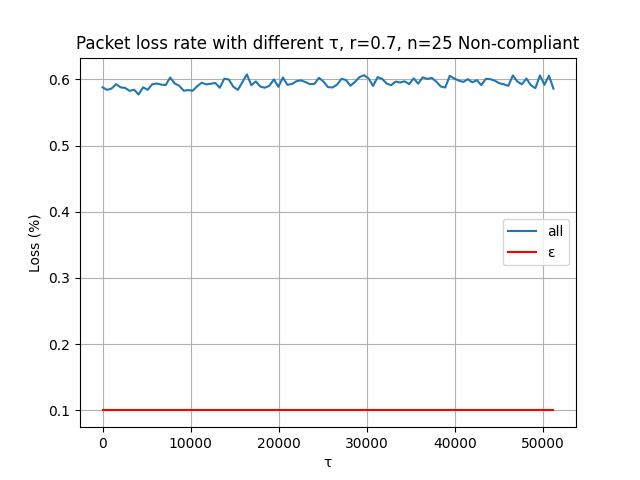 Packet loss rate with different τ, r=0.7, n=25 Non-compliant
Loss (%)
0.6
0.5
0.4
0.3
0.2
0.1
all
ε
0 10000 20000 30000 40000 50000
τ